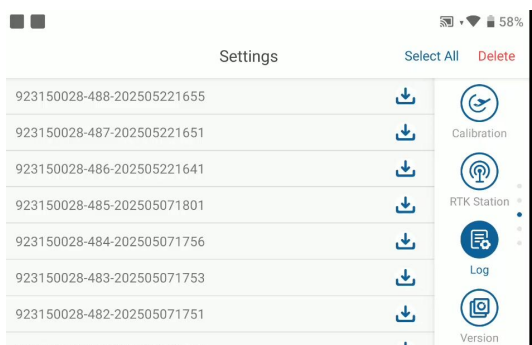 58%
Settings
Select All
Delete
923150028-488-202505221655
923150028-487-202505221651
923150028-486-202505221641
923150028-485-202505071801
923150028-484-202505071756
923150028-483-202505071753
923150028-482-202505071751
Calibration
RTK Station
Log
Version